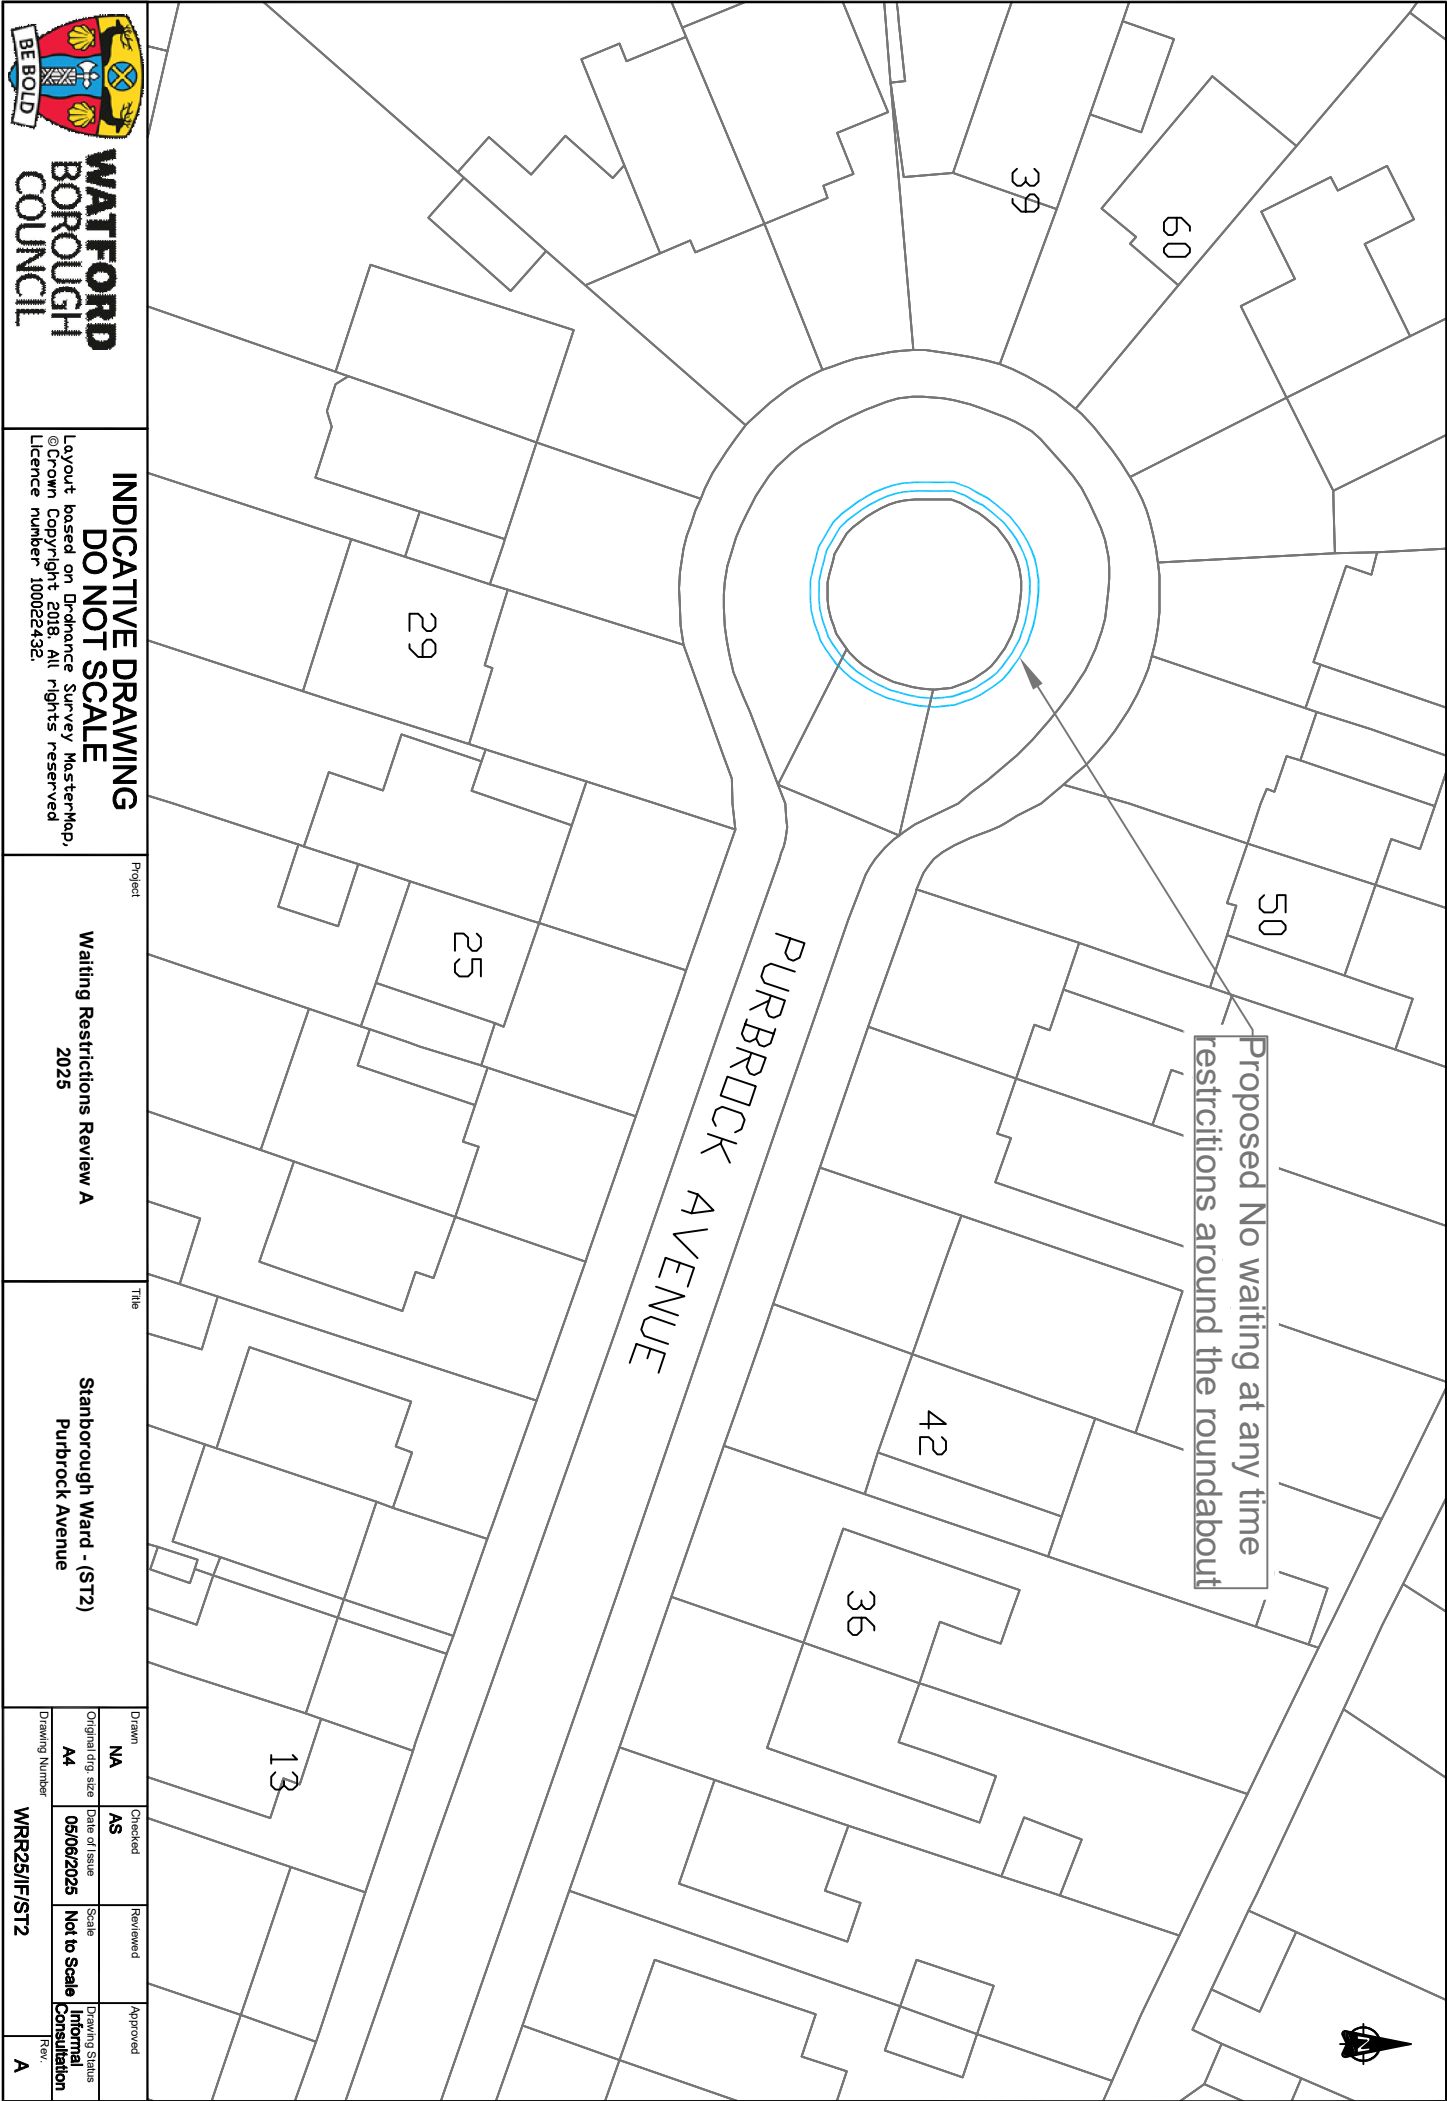 39
60
Proposed No waiting at any time
restrcitions around the roundabout
50
29
25
PURBROCK AVENUE
42
36
13
N
BE BOLD
WATFORD
BOROUGH
COUNCIL
INDICATIVE DRAWING
DO NOT SCALE
Layout based on Ordnance Survey MasterMap,
©Crown Copyright 2018. All rights reserved
Licence number 100022432.
Project
Waiting Restrictions Review A
2025
Title
Stanborough Ward - (ST2)
Purbrock Avenue
Drawn
NA
Checked
AS
Reviewed
Approved
Original drg. size
A4
Date of Issue
05/06/2025
Scale
Not to Scale
Drawing Status
Informal
Consultation
Drawing Number
WRR25/IF/ST2
Rev.
A